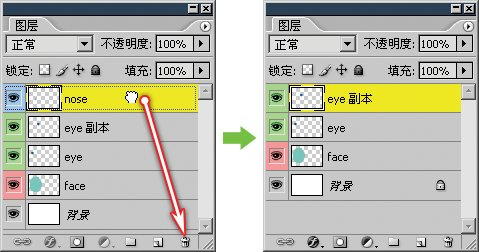 图层
正常 不透明度: 100%
锁定: 填充: 100%
nose
eye 副本
eye
face
背景
图层
正常 不透明度: 100%
锁定: 填充: 100%
eye 副本
eye
face
背景